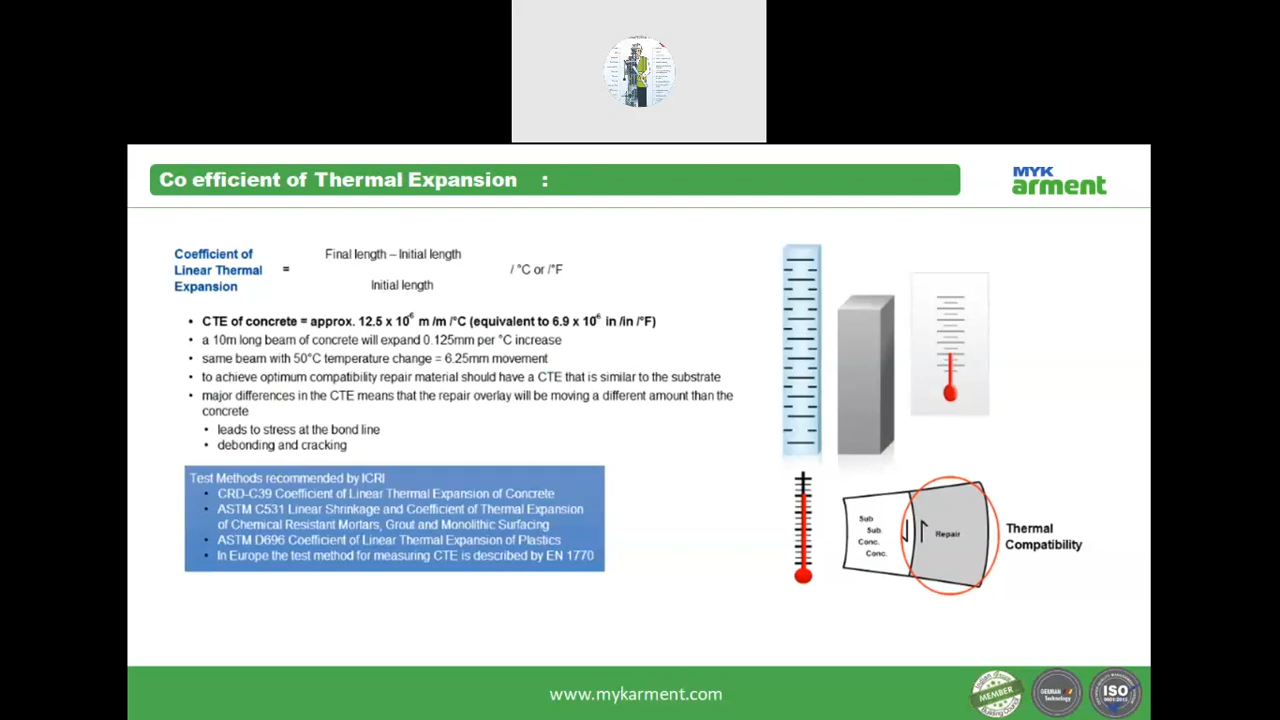 Co efficient of Thermal Expansion :
MYK
arment
Coefficient of
Linear Thermal
Expansion
=
Final length – Initial length
Initial length
/ °C or /°F
• CTE of concrete = approx. 12.5 x 10⁶ m /m /°C (equivalent to 6.9 x 10⁶ in /in /°F)
• a 10m long beam of concrete will expand 0.125mm per °C increase
• same beam with 50°C temperature change = 6.25mm movement
• to achieve optimum compatibility repair material should have a CTE that is similar to the substrate
• major differences in the CTE means that the repair overlay will be moving a different amount than the
concrete
• leads to stress at the bond line
• debonding and cracking
Test Methods recommended by ICRI
• CRD-C39 Coefficient of Linear Thermal Expansion of Concrete
• ASTM C531 Linear Shrinkage and Coefficient of Thermal Expansion
of Chemical Resistant Mortars, Grout and Monolithic Surfacing
• ASTM D696 Coefficient of Linear Thermal Expansion of Plastics
• In Europe the test method for measuring CTE is described by EN 1770
Sub
Sub.
Conc.
Conc.
Repair
Thermal
Compatibility
www.mykarment.com
MEMBER
GERMAN
Technology
ISO